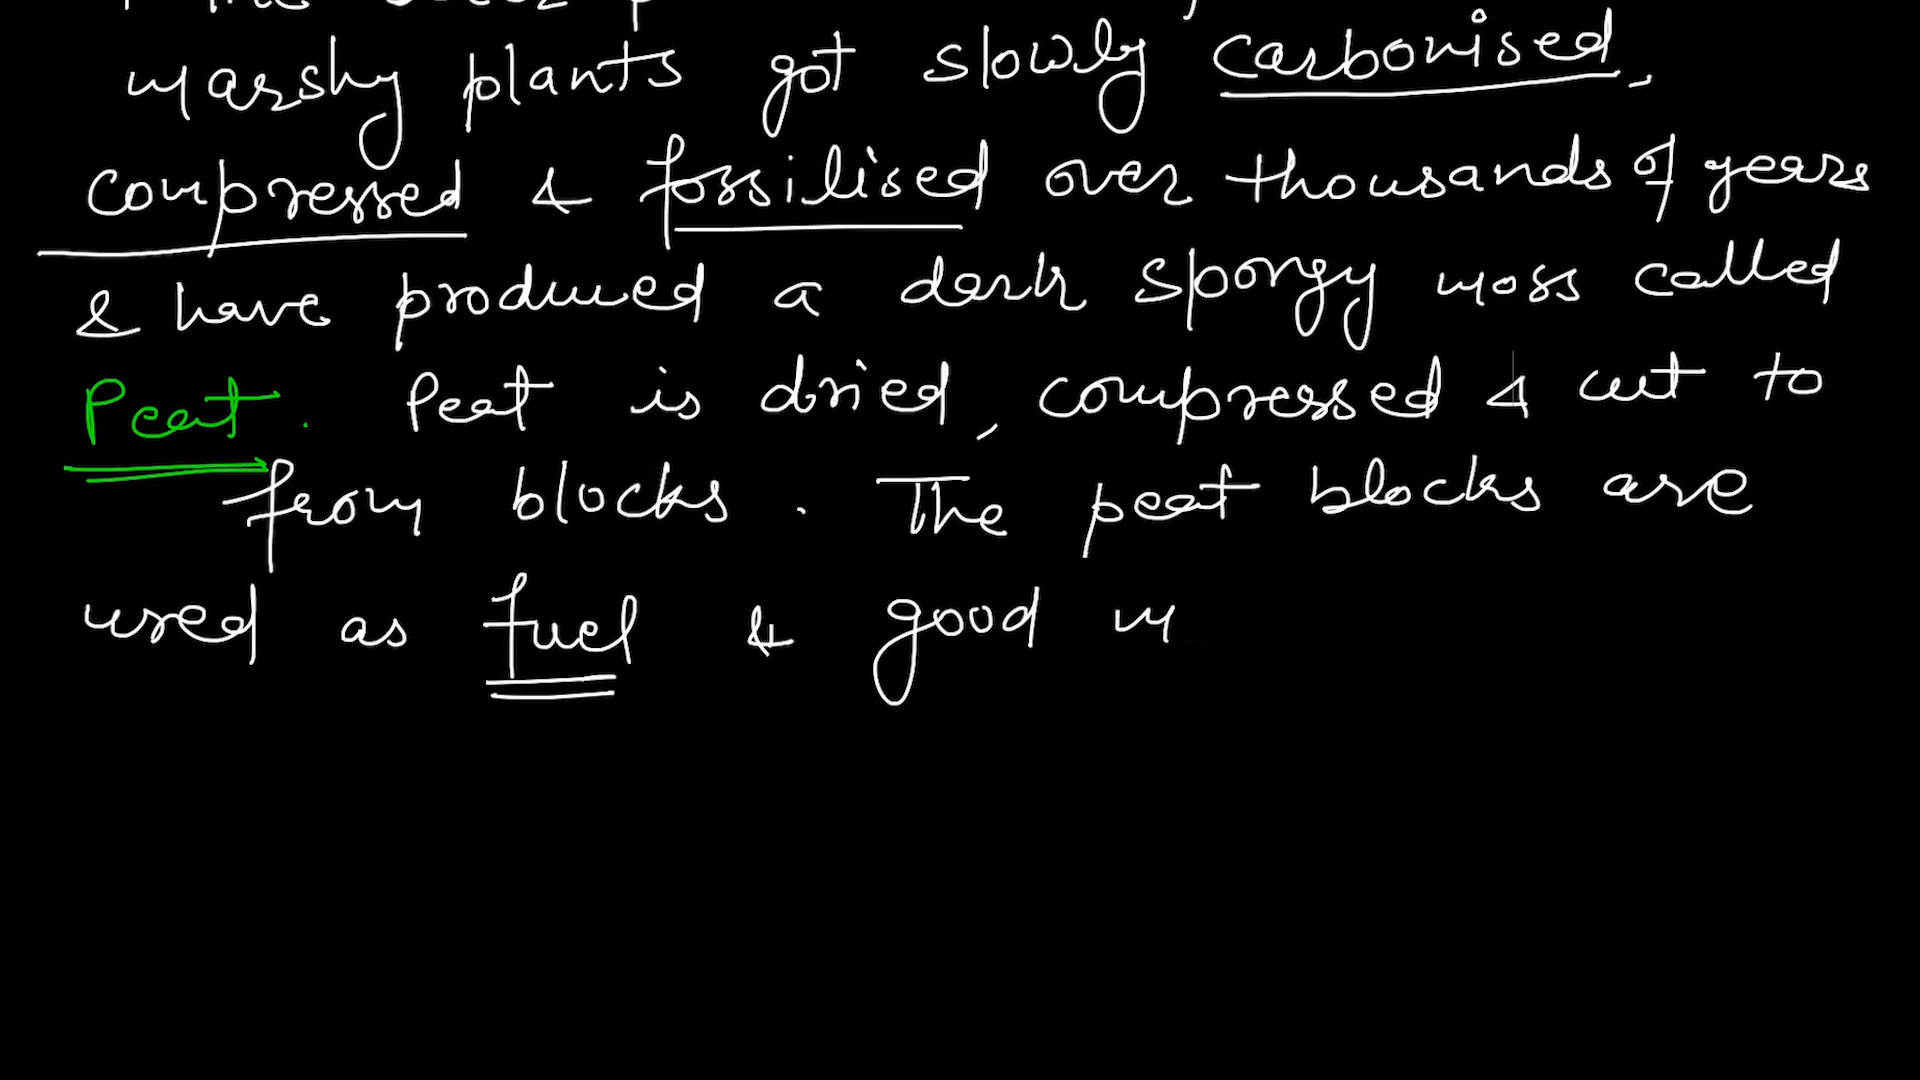 marshy plants got slowly carbonised,
compressed & fossilised over thousands of years
& have produced a dark spongy moss called
Peat. Peat is dried, compressed & cut to
from blocks. The peat blocks are
used as fuel & good m